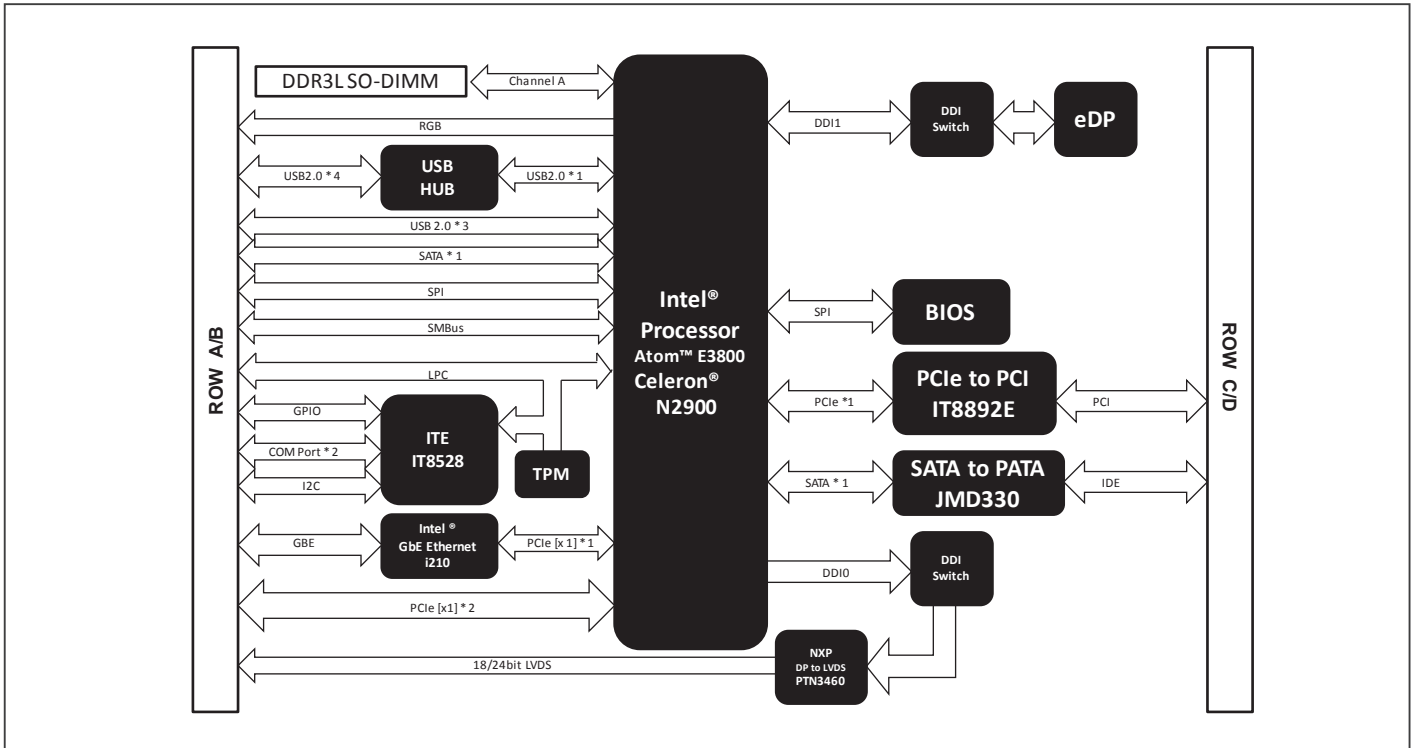 ROW A/B
DDR3L SO-DIMM
Channel A
RGB
USB2.0 * 4
USB
HUB
USB2.0 * 1
USB 2.0 * 3
SATA * 1
SPI
SMBus
LPC
GPIO
COM Port * 2
I2C
ITE
IT8528
TPM
GBE
Intel ®
GbE Ethernet
i210
PCIe [x 1] * 1
PCIe [x1] * 2
18/24bit LVDS
Intel®
Processor
Atom™ E3800
Celeron®
N2900
DDI1
DDI
Switch
eDP
SPI
BIOS
PCIe *1
PCIe to PCI
IT8892E
PCI
SATA * 1
SATA to PATA
JMD330
IDE
DDI0
DDI
Switch
NXP
DP to LVDS
PTN3460
ROW C/D